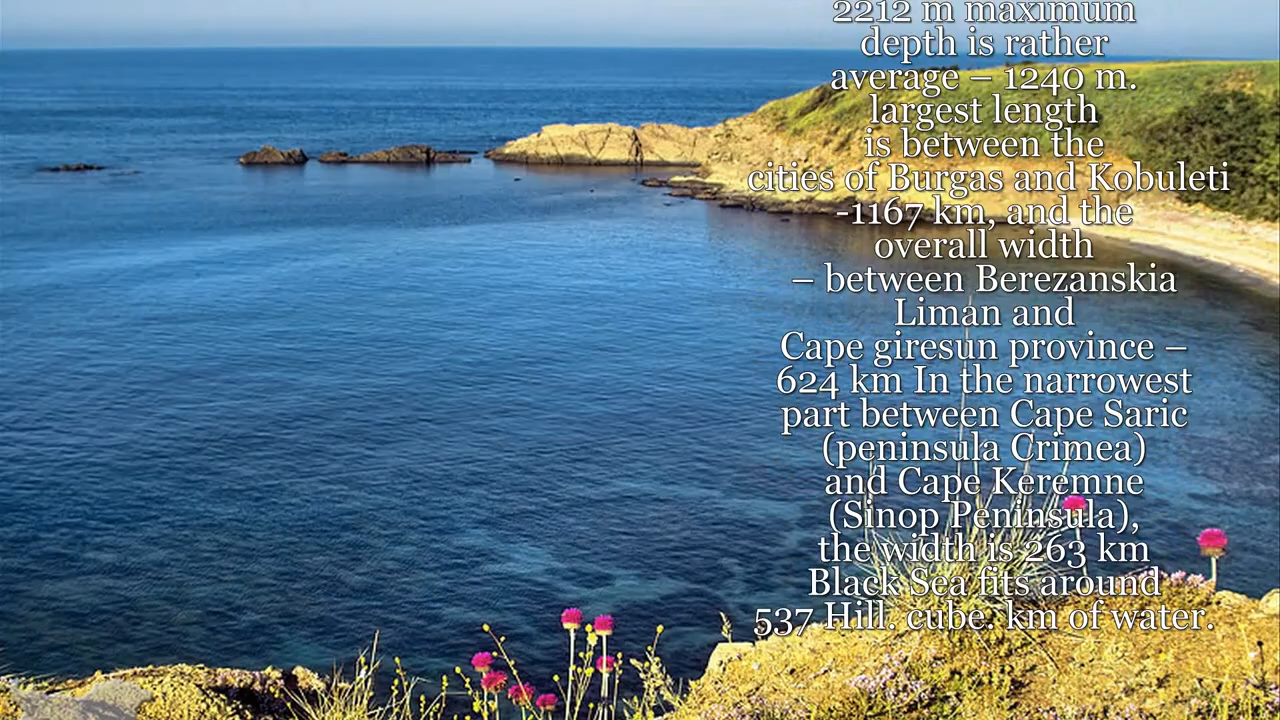 2212 m maximum
depth is rather
average – 1240 m.
largest length
is between the
cities of Burgas and Kobuleti
-1167 km, and the
overall width
– between Berezanskia
Liman and
Cape giresun province –
624 km In the narrowest
part between Cape Saric
(peninsula Crimea)
and Cape Keremne
(Sinop Peninsula),
the width is 263 km
Black Sea fits around
537 Hill. cube. km of water.